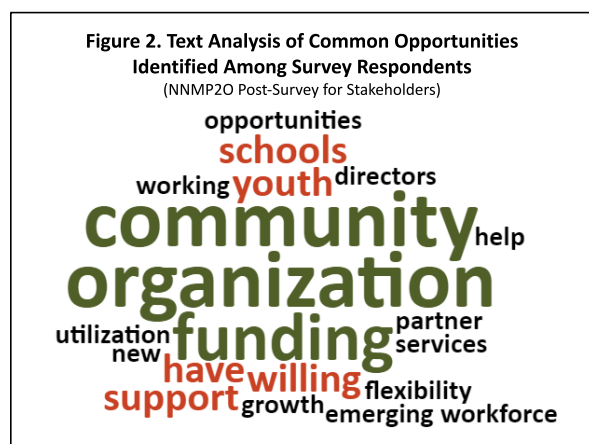 Figure 2. Text Analysis of Common Opportunities
Identified Among Survey Respondents
(NNMP2O Post-Survey for Stakeholders)
opportunities
schools
working youth directors
community help
organization
utilization funding partner
new services
have willing
support growth flexibility
emerging workforce